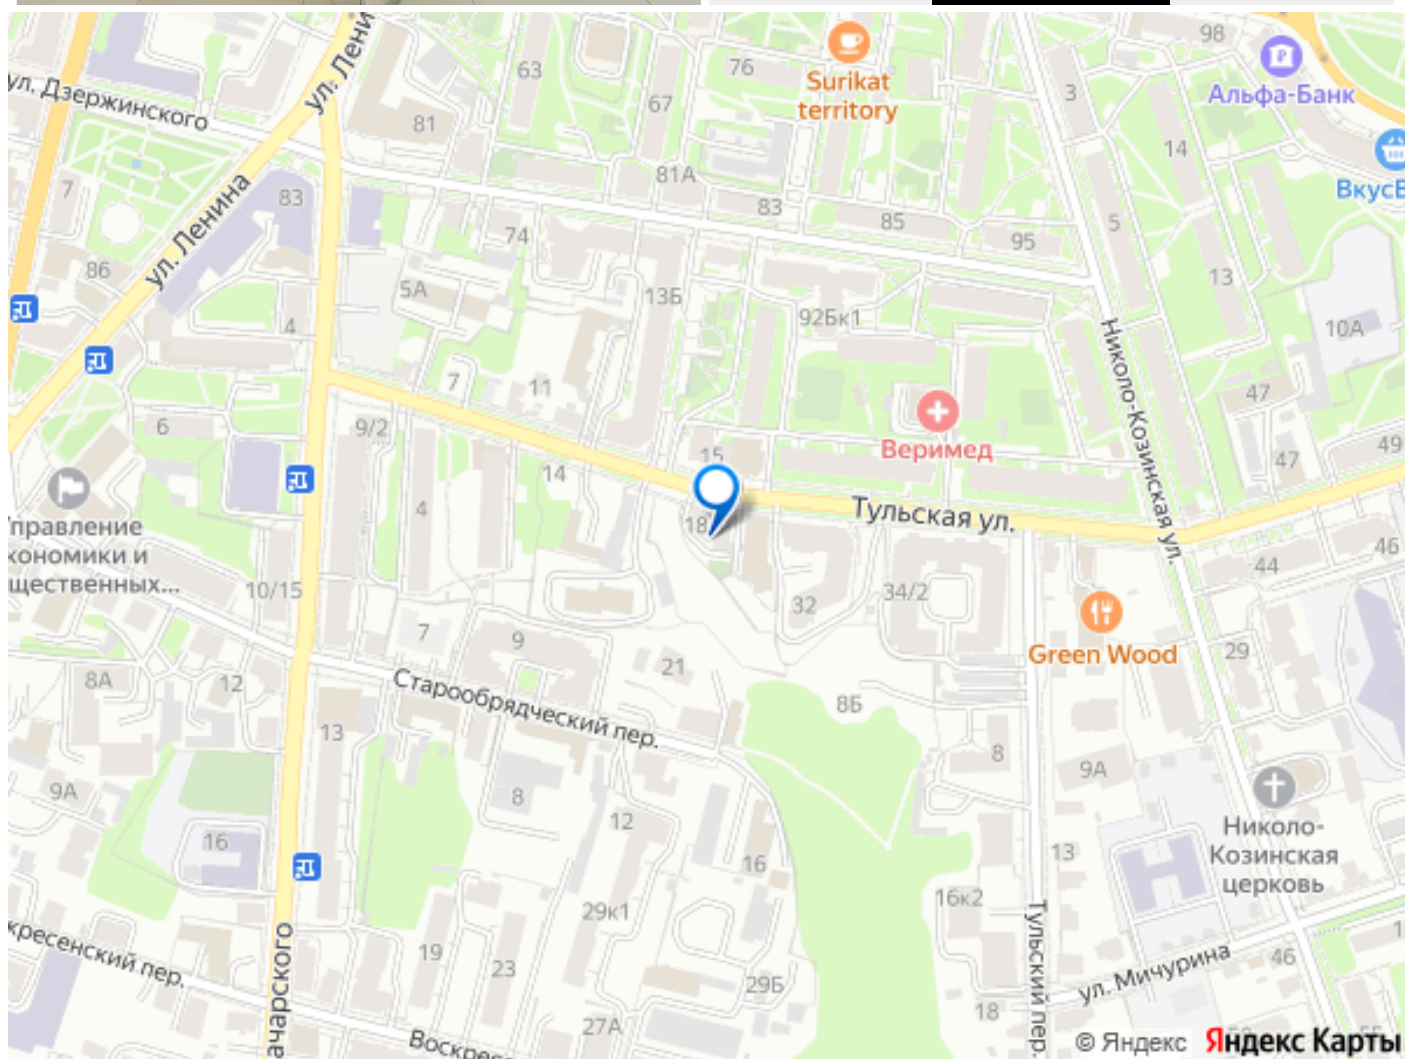 98
63
76
Surikat
territory
Альфа-Банк
3
67
ул. Лени
ул. Дзержинского
81
14
ВкусВ
81А
7
83
83
85
95
5
74
ул. Ленина
86
5А
13Б
13
92Бк1
10А
4
7
11
Николо-Козинская ул.
47
6
9/2
Веримед
49
15
47
14
4
Тульская ул.
18
46
44
Управление
кономики и
щественных...
10/15
32
34/2
7
9
Green Wood
29
21
8А
12
Старообрядческий пер.
8Б
13
8
9А
9А
8
12
Николо-
Козинская
церковь
16
16
13
29к1
16к2
кресенский пер.
19
23
Тульский пер.
ул. Мичурина
46
29Б
ачарского
18
27А
Воскресе
© Яндекс
Яндекс Карты